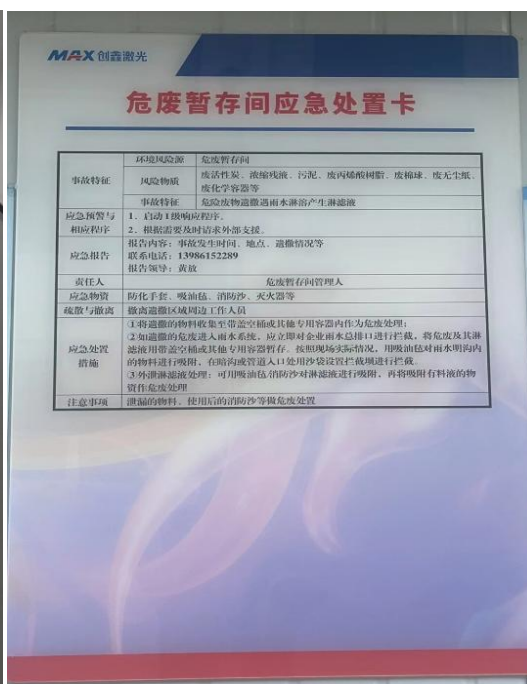 MAX 创鑫激光
危废暂存间应急处置卡
事故特征
环境风险源 危废暂存间
风险物质 废活性炭、浓缩残液、污泥、废丙烯酸树脂、废棉球、废无尘纸、
废化学容器等
事故特征 危险废物遗撒遇雨水淋溶产生淋滤液
应急预警与
相应程序
1、启动1级响应程序。
2、根据需要及时请求外部支援。
应急报告
报告内容：事故发生时间、地点、遗撒情况等
联系电话：13986152289
报告领导：黄放
责任人 危废暂存间管理人
应急物资 防化手套、吸油毡、消防沙、灭火器等
疏散与撤离 撤离遗撒区域周边工作人员
应急处置
措施
①将遗撒的物料收集至带盖空桶或其他专用容器内作为危废处理；
②如遗撒的危废进入雨水系统，应立即对企业雨水总排口进行拦截，将危废及其淋
滤液用带盖空桶或其他专用容器暂存。按照现场实际情况，用吸油毡对雨水明沟内
的物料进行吸附，在暗沟或管道入口处用沙袋设置拦截坝进行拦截。
③外泄淋滤液处理：可用吸油毡/消防沙对淋滤液进行吸附，再将吸附有料液的物
资作危废处理
注意事项 泄漏的物料、使用后的消防沙等做危废处置